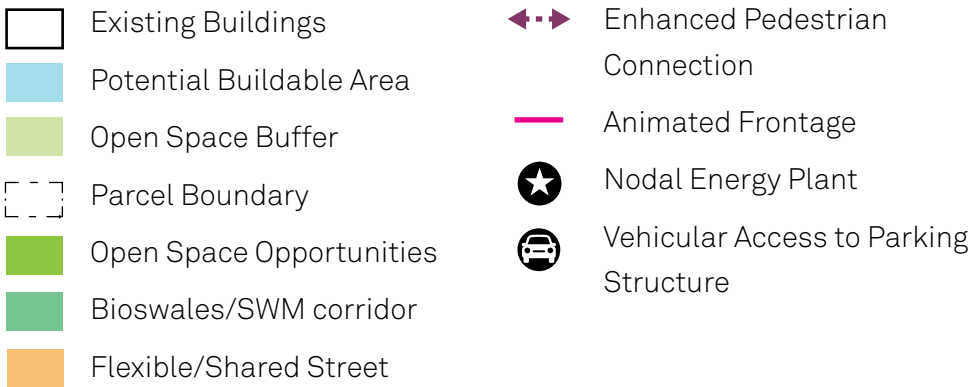 Existing Buildings
Potential Buildable Area
Open Space Buffer
Parcel Boundary
Open Space Opportunities
Bioswales/SWM corridor
Flexible/Shared Street
Enhanced Pedestrian
Connection
Animated Frontage
Nodal Energy Plant
Vehicular Access to Parking
Structure